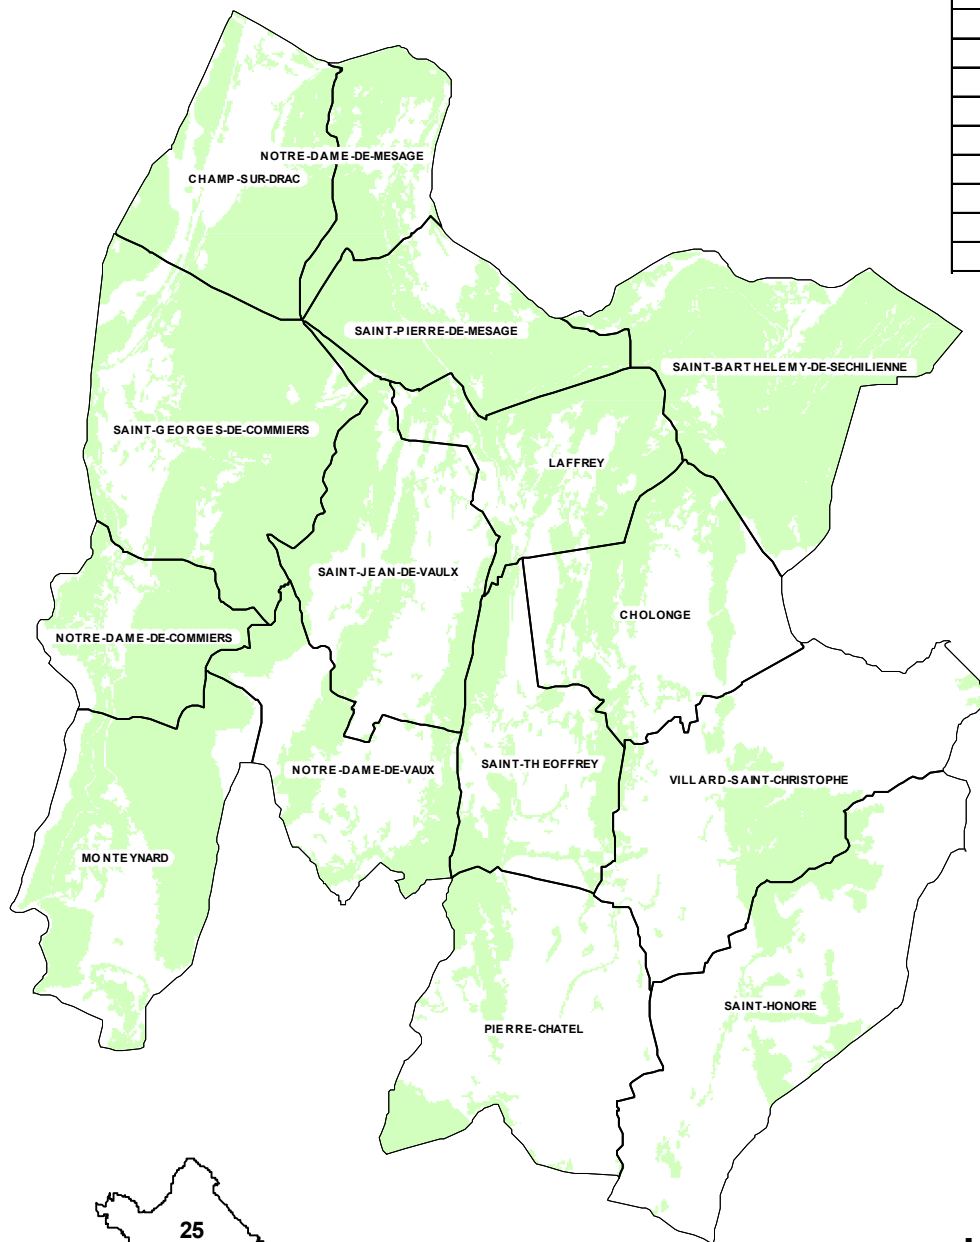 NOTRE-DAME-DE-MESAGE
CHAMP-SUR-DRAC
SAINT-PIERRE-DE-MESAGE
SAINT-BARTHELEMY-DE-SECHILIENNE
SAINT-GEORGES-DE-COMMIERS
LAFFREY
SAINT-JEAN-DE-VAULX
CHOLONGE
NOTRE-DAME-DE-COMMIERS
SAINT-THEOFFREY
NOTRE-DAME-DE-VAUX
VILLARD-SAINT-CHRISTOPHE
MONTEYNARD
SAINT-HONORE
PIERRE-CHATEL
25